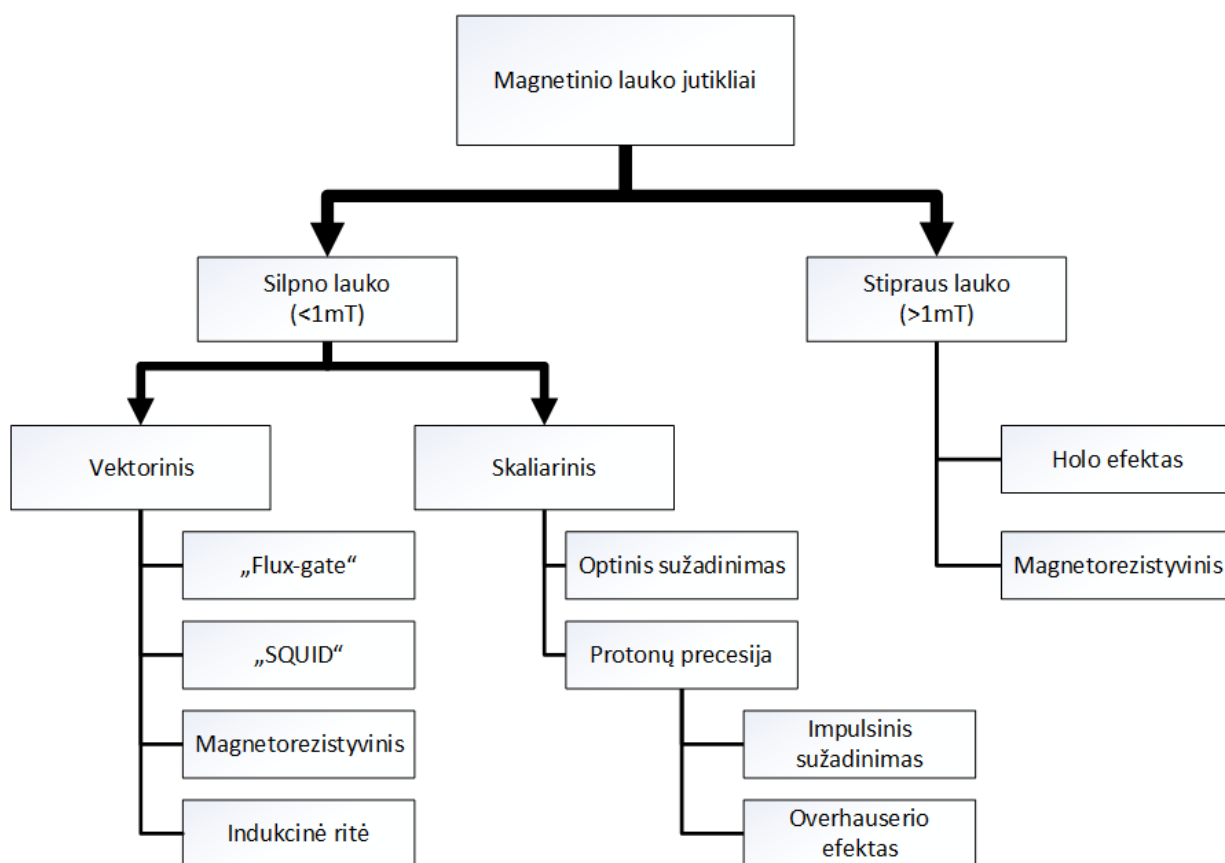 Magnetinio lauko jutikliai
Silpno lauko
(<1mT)
Stipraus lauko
(>1mT)
Vektorinis
Skaliarinis
Holo efektas
Magnetorezistyvinis
„Flux-gate“
Optinis sužadinimas
„SQUID“
Protonų precesija
Magnetorezistyvinis
Impulsinis
sužadinimas
Indukcinė ritė
Overhauserio
efektas